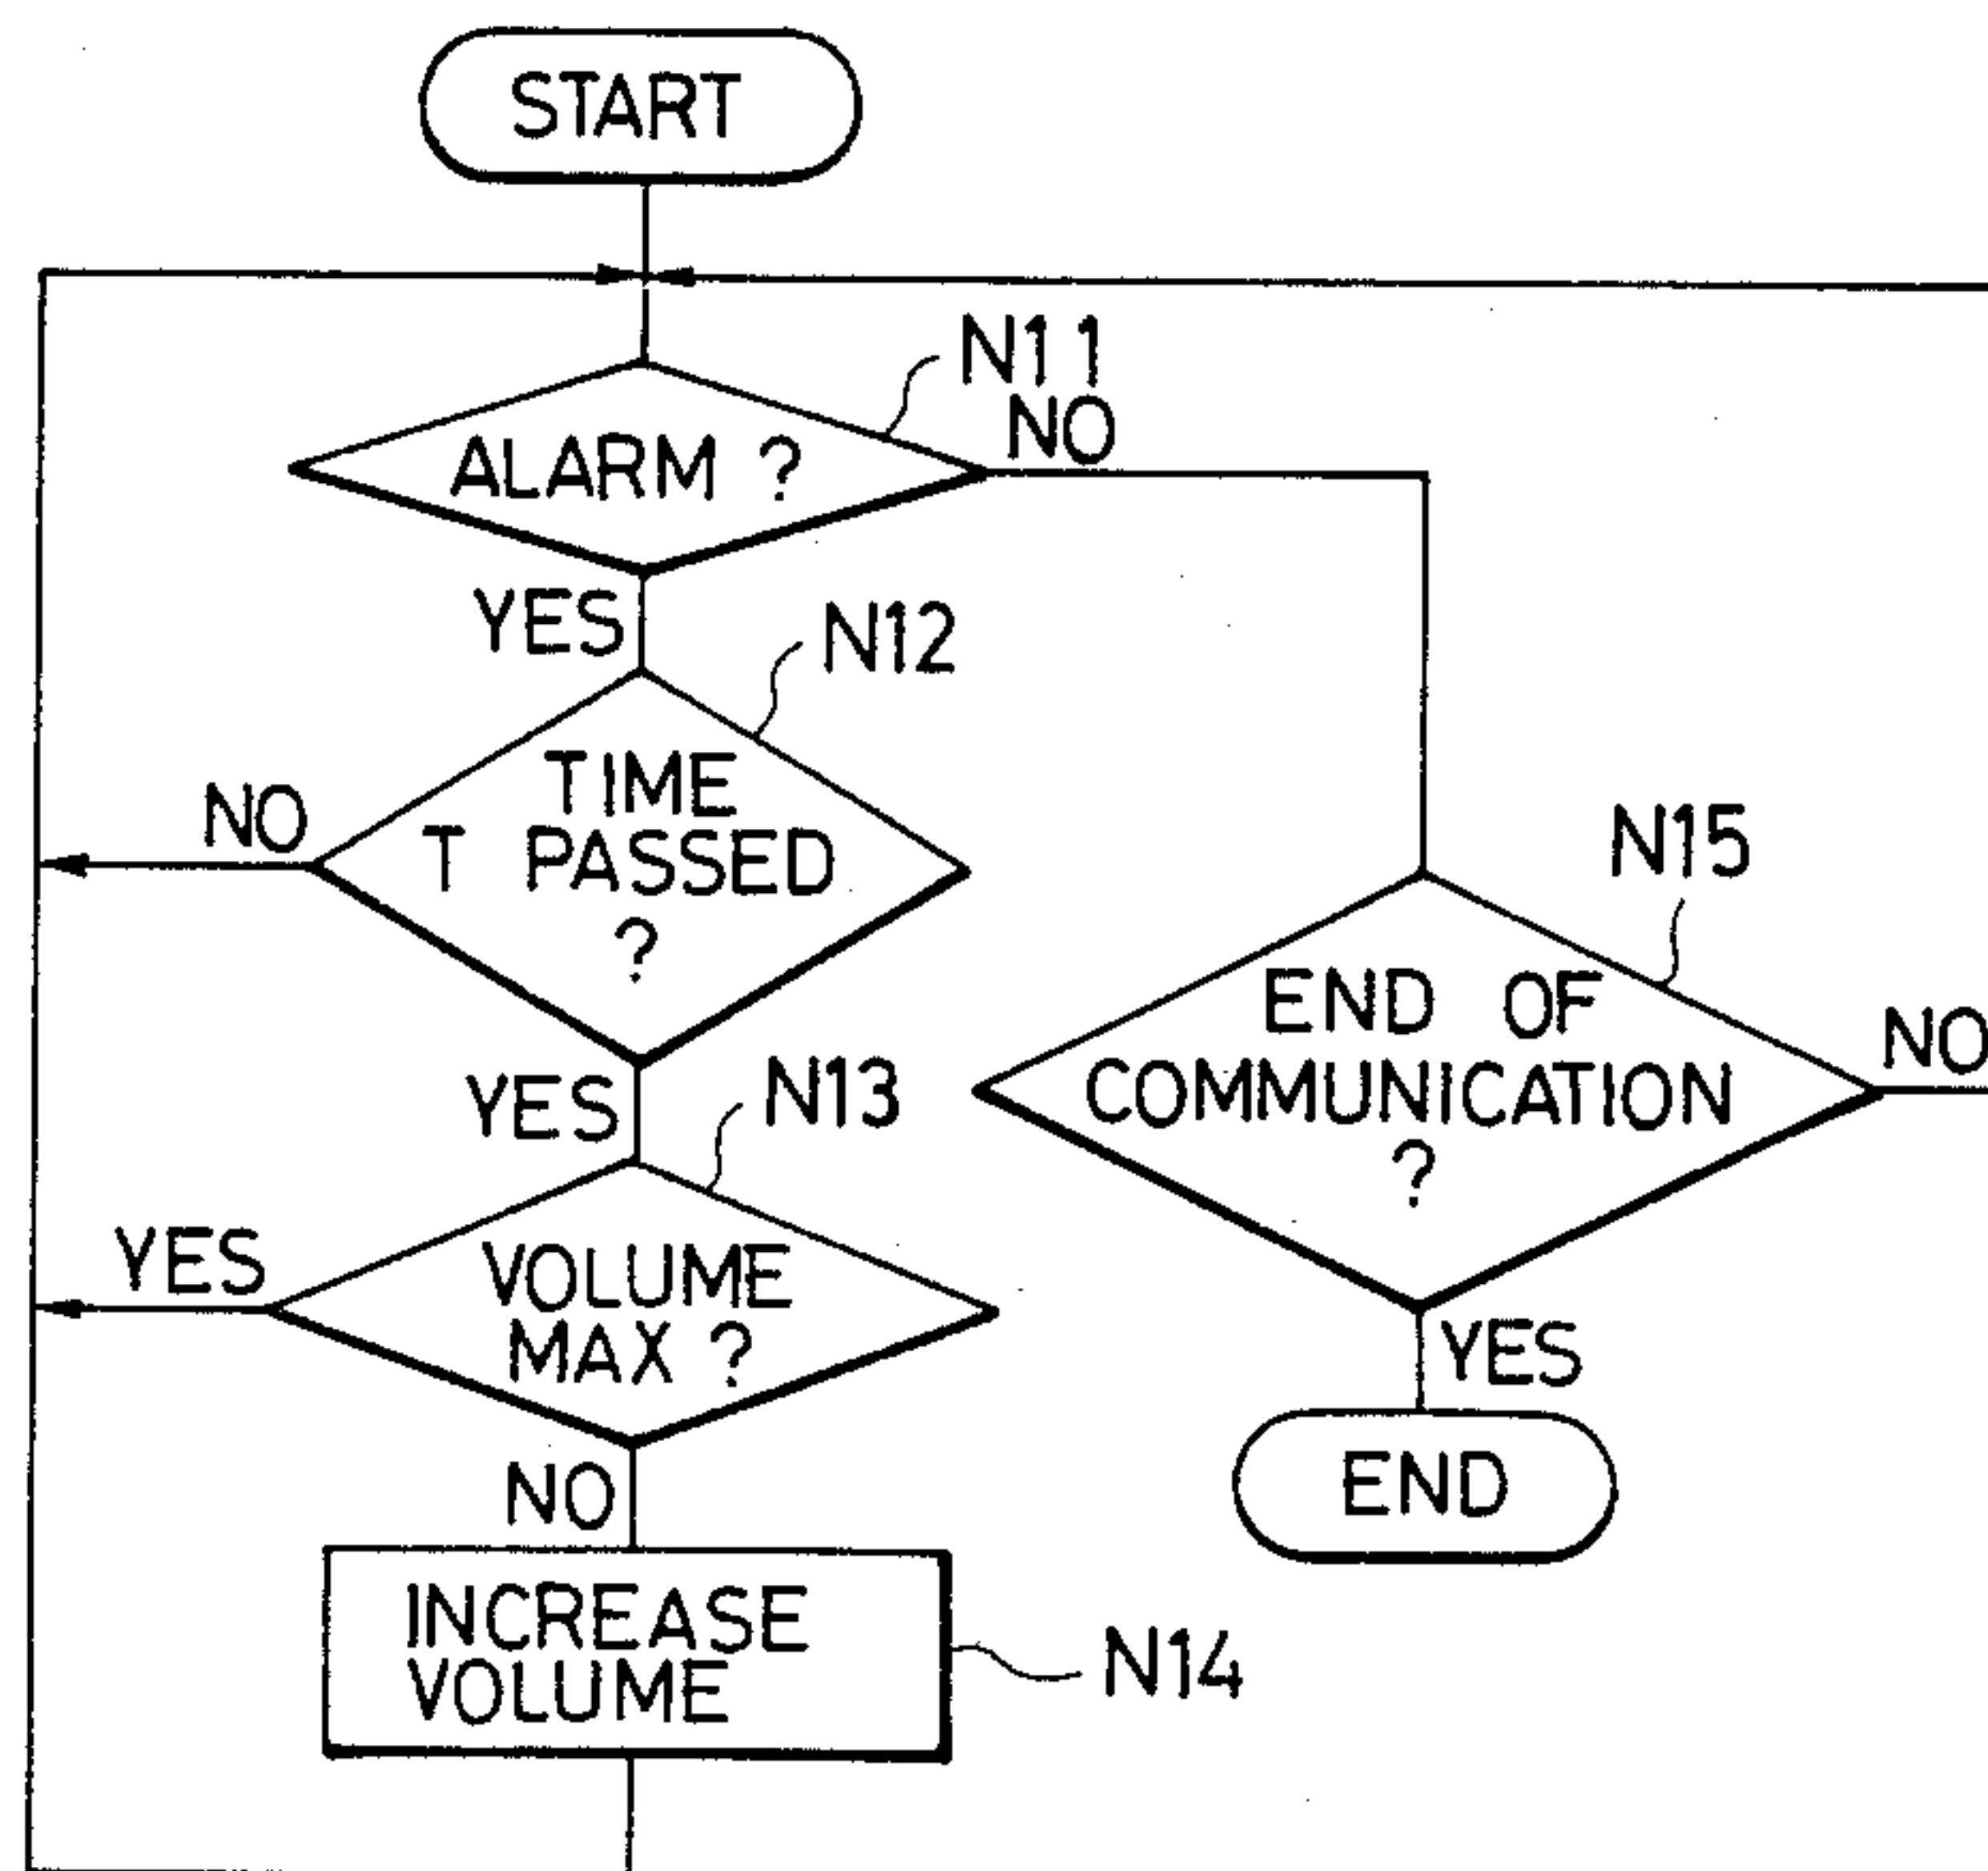 START
N11
NO
ALARM ?
YES
N12
TIME
T PASSED
?
NO
YES
N13
VOLUME
MAX ?
YES
NO
INCREASE
VOLUME
N14
N15
END OF
COMMUNICATION
?
NO
YES
END